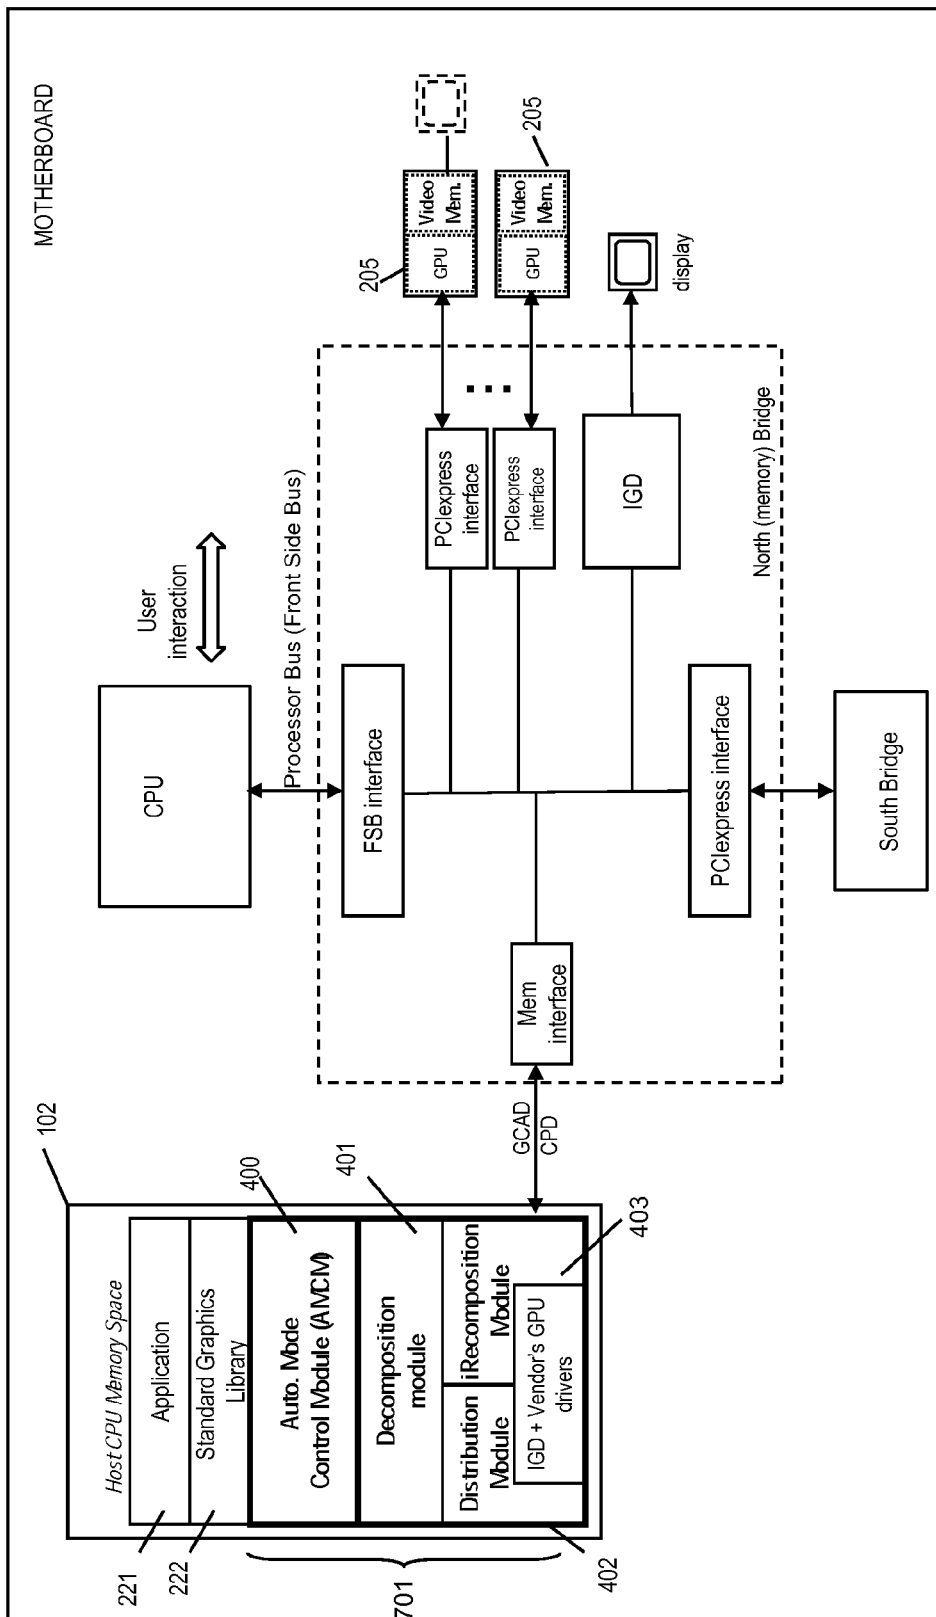 MOTHERBOARD
102
Host CPU Memory Space
221
Application
222
Standard Graphics
Library
400
Auto. Mode
Control Module (AMCM)
401
Decomposition
module
701
Distribution
Module
iRecomposition
Module
402
403
IGD + Vendor's GPU
drivers
GCAD
CPD
CPU
User
interaction
Processor Bus (Front Side Bus)
FSB interface
Mem
interface
PCIexpress
interface
PCIexpress
interface
205
GPU
Video
Mem.
205
GPU
Video
Mem.
IGD
display
PCIexpress interface
North (memory) Bridge
South Bridge